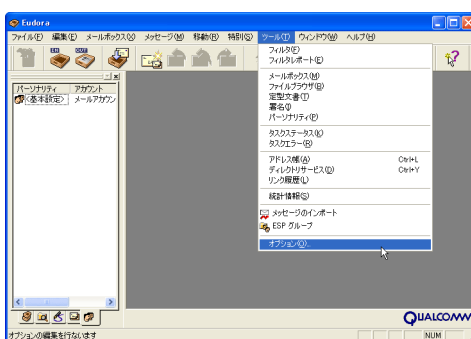 Eudora
ファイル(F) 編集(E) メールボックス(X) メッセージ(M) 移動(R) 特別(S) ツール(T) ウィンドウ(W) ヘルプ(H)
IN OUT
フィルタ(F)
フィルタレポート(E)
メールボックス(M)
ファイルブラウザ(B)
定型文書(T)
署名(I)
パーソナリティ(P)
タスクステータス(K)
タスクエラー(R)
アドレス帳(A) Ctrl+L
ディレクトリサービス(D) Ctrl+Y
リンク履歴(L)
統計情報(S)
メッセージのインポート
ESP グループ
オプション(O)...
パーソナリティ アカウント
<基本設定> メールアカウン
QUALCOMM
オプションの編集を行ないます
NUM